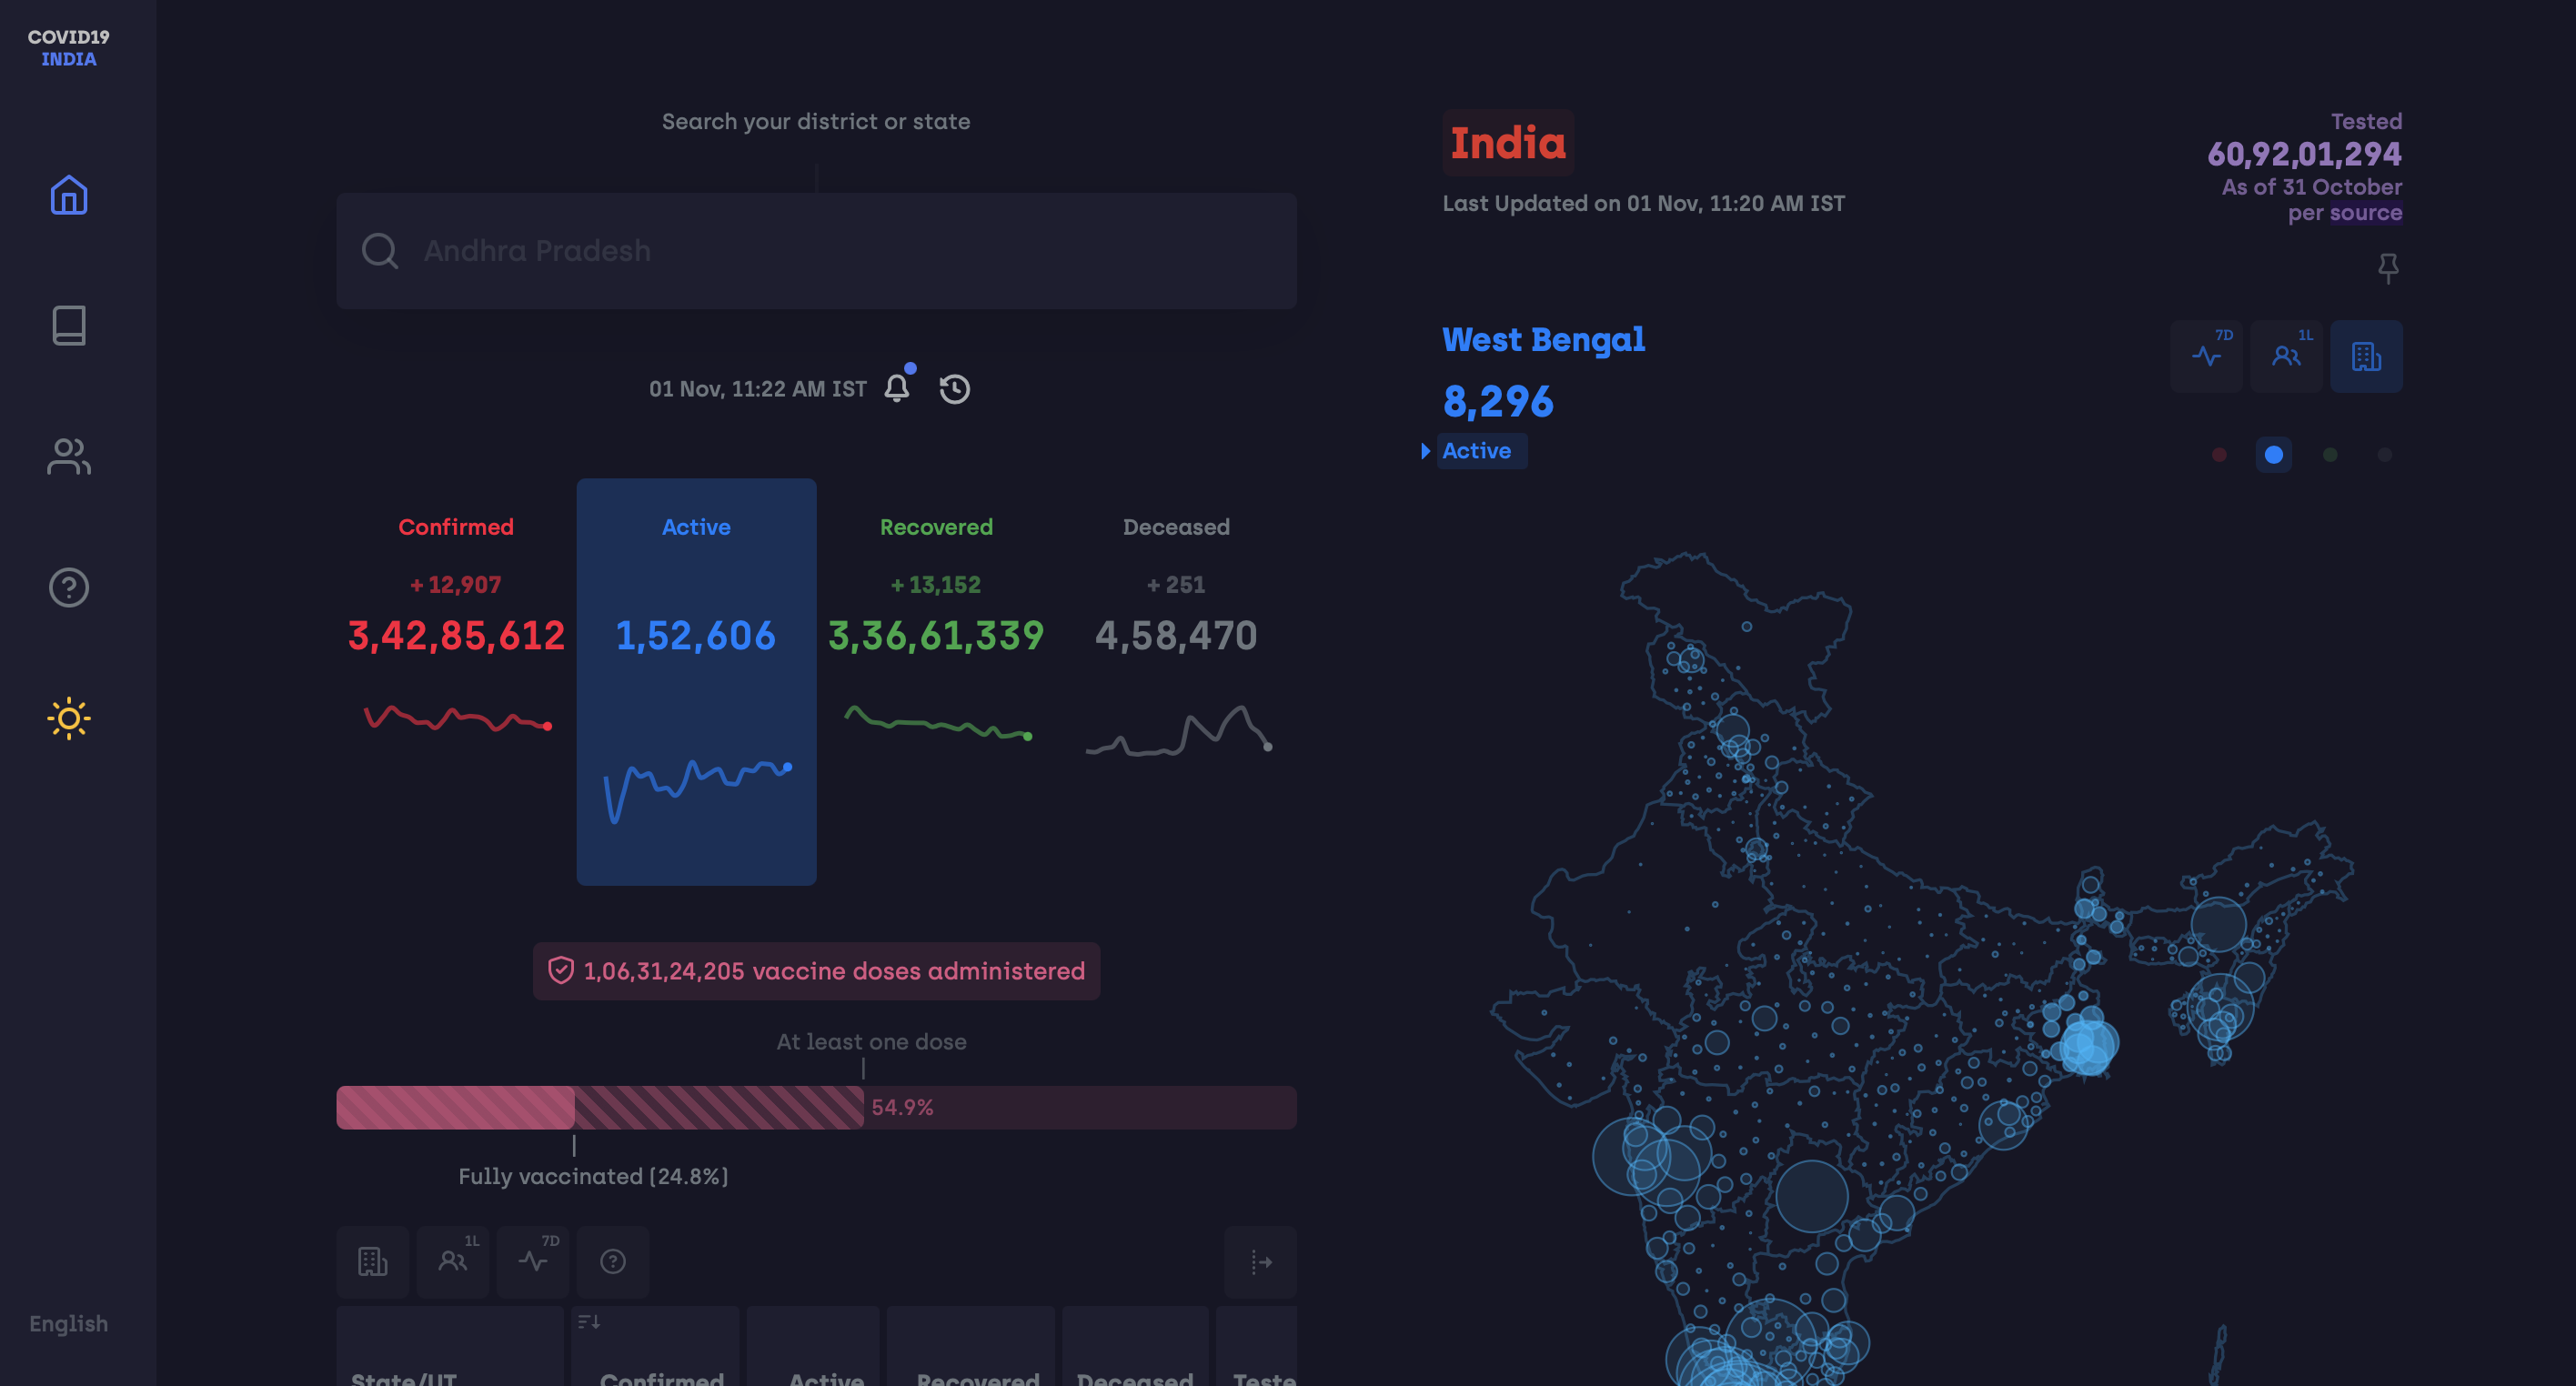 COVID19
INDIA
Search your district or state
Andhra Pradesh
01 Nov, 11:22 AM IST
Confirmed
+ 12,907
3,42,85,612
Active
1,52,606
Recovered
+ 13,152
3,36,61,339
Deceased
+ 251
4,58,470
1,06,31,24,205 vaccine doses administered
At least one dose
54.9%
Fully vaccinated (24.8%)
1L
7D
State/UT
Confirmed
Active
Recovered
Deceased
Teste
English
India
Last Updated on 01 Nov, 11:20 AM IST
Tested
60,92,01,294
As of 31 October
per source
West Bengal
8,296
Active
7D
1L